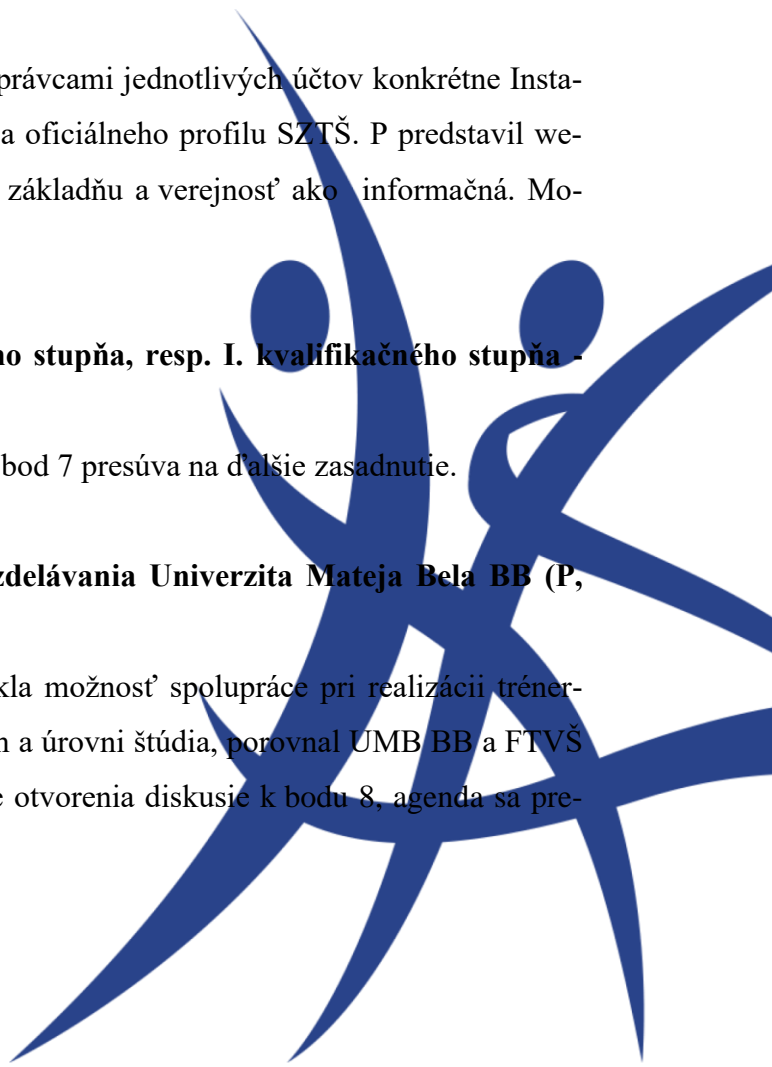 právcami jednotlivých účtov konkrétne Insta-
a oficiálneho profilu SZTŠ. P predstavil we-
základňu a verejnosť ako informačná. Mo-
ho stupňa, resp. I. kvalifikačného stupňa -
bod 7 presúva na ďalšie zasadnutie.
zdelávania Univerzita Mateja Bela BB (P,
kla možnosť spolupráce pri realizácii tréner-
a úrovni štúdia, porovnal UMB BB a FTVŠ
otvorenia diskusie k bodu 8, agenda sa pre-